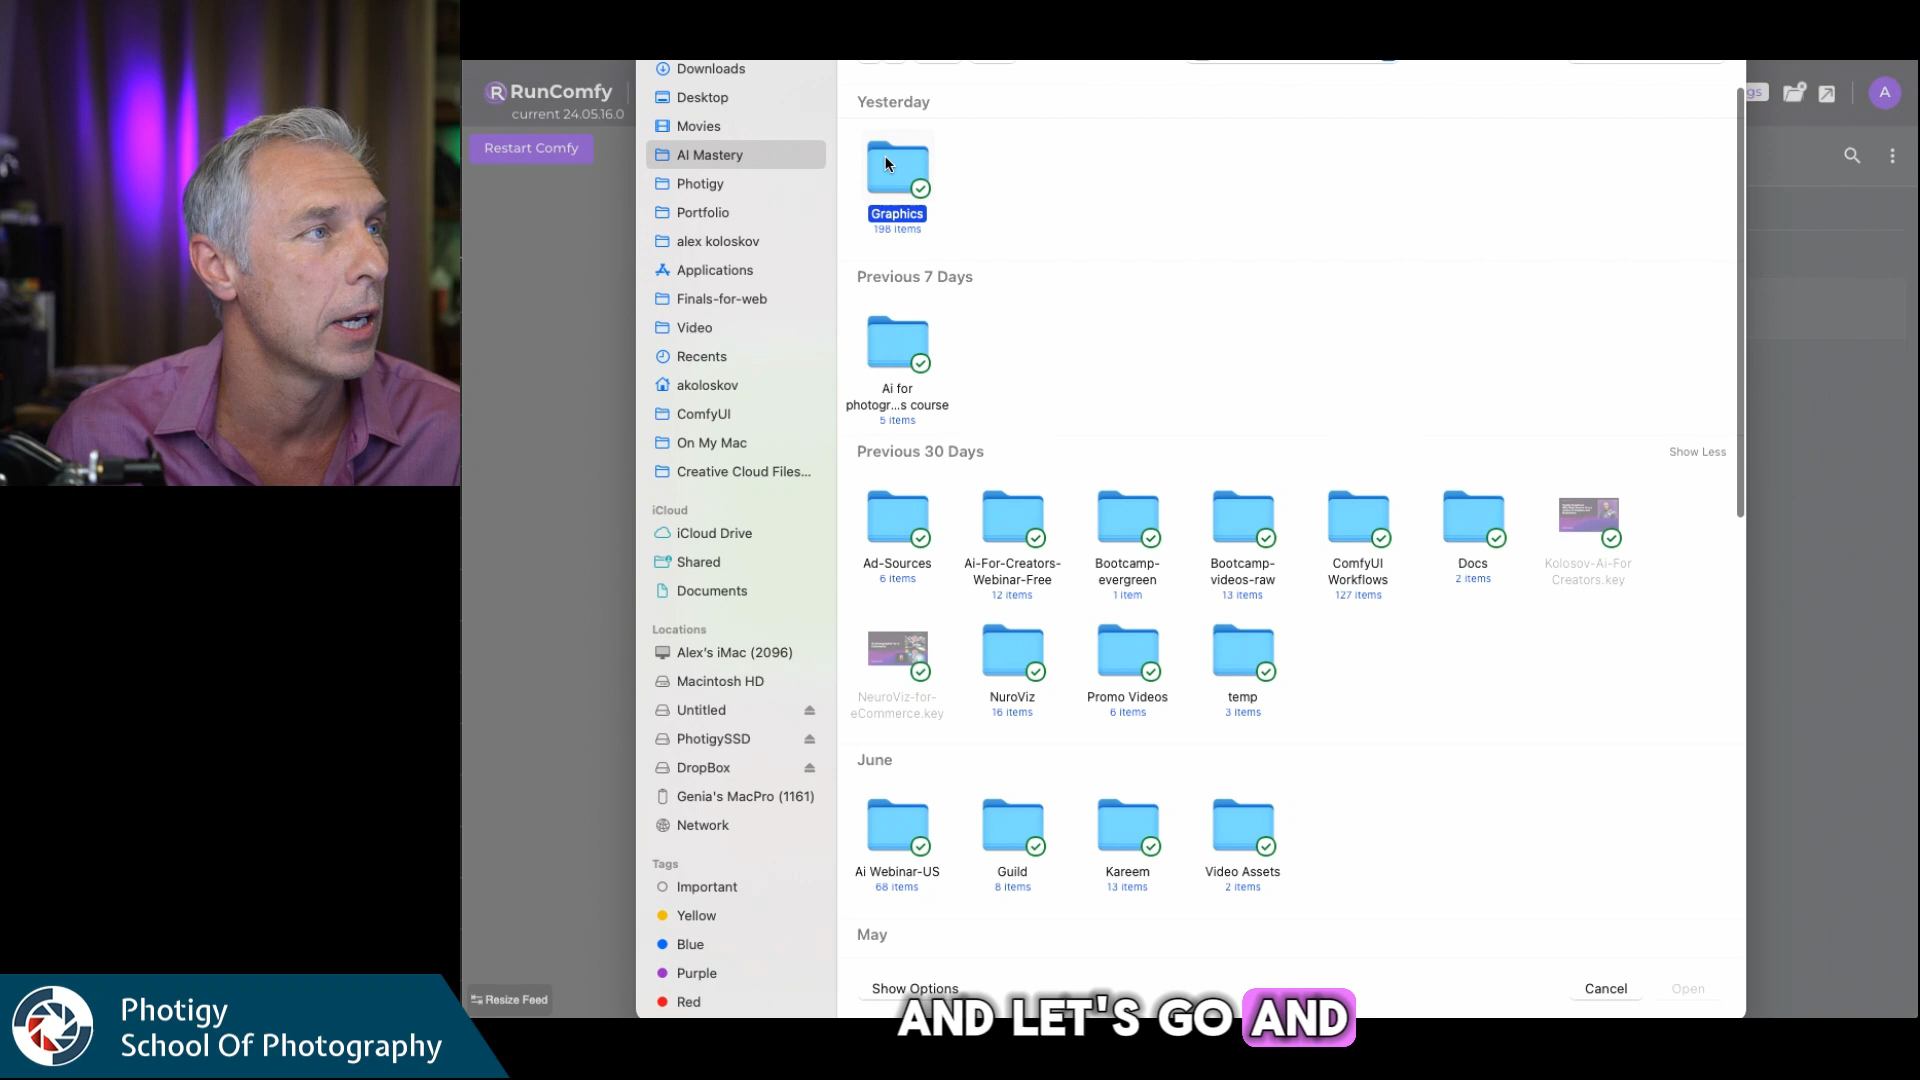 RunComfy
current 24.05.16.0
Restart Comfy
gs
A
Downloads
Desktop
Movies
AI Mastery
Photigy
Portfolio
alex koloskov
Applications
Finals-for-web
Video
Recents
akoloskov
ComfyUI
On My Mac
Creative Cloud Files...
iCloud
iCloud Drive
Shared
Documents
Locations
Alex's iMac (2096)
Macintosh HD
Untitled
PhotigySSD
DropBox
Genia's MacPro (1161)
Network
Tags
Important
Yellow
Blue
Purple
Red
Yesterday
Graphics
198 items
Previous 7 Days
Ai for
photogr...s course
5 items
Previous 30 Days
Show Less
Ad-Sources
6 items
Ai-For-Creators-
Webinar-Free
12 items
Bootcamp-
evergreen
1 item
Bootcamp-
videos-raw
13 items
ComfyUI
Workflows
127 items
Docs
2 items
Kolosov-Ai-For
Creators.key
NeuroViz-for-
eCommerce.key
NuroViz
16 items
Promo Videos
6 items
temp
3 items
June
Ai Webinar-US
68 items
Guild
8 items
Kareem
13 items
Video Assets
2 items
May
Show Options
Cancel
Open
Resize Feed
AND LET'S GO AND
Photigy
School Of Photography